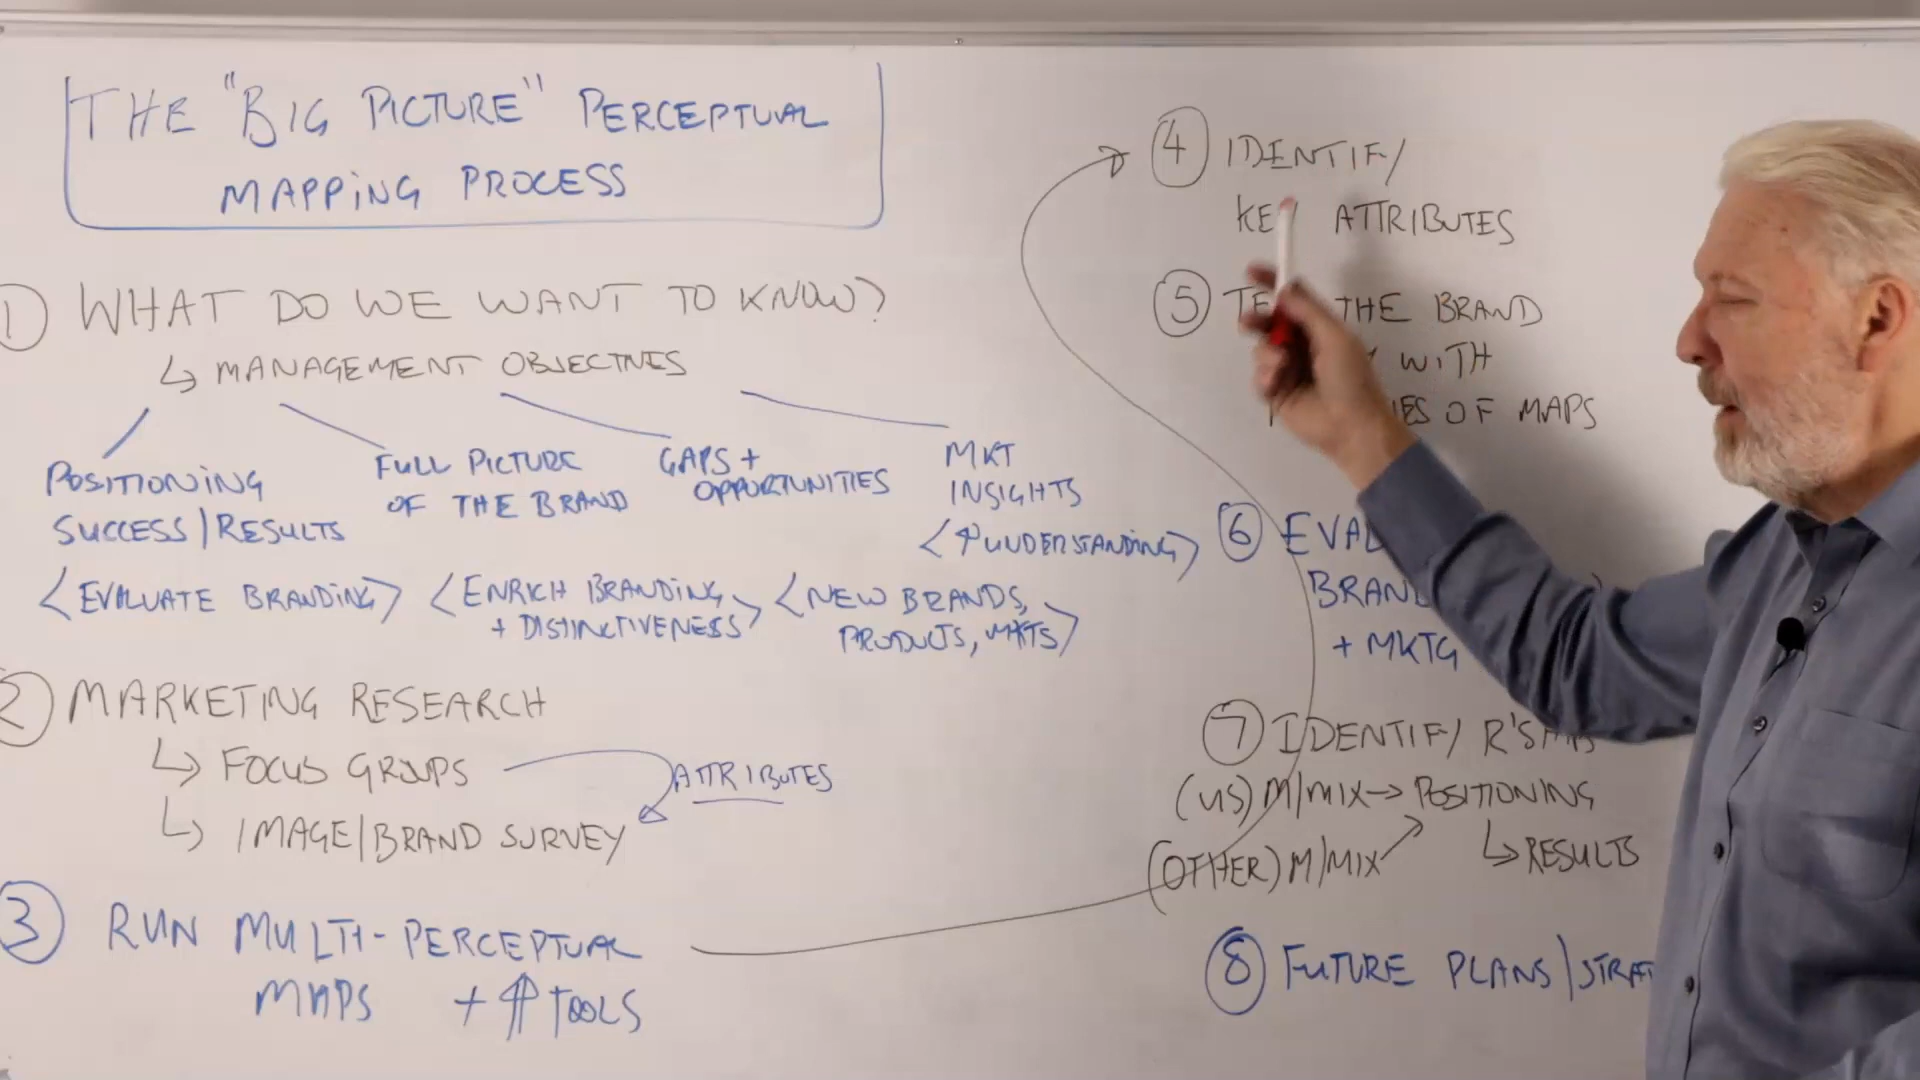 THE "BIG PICTURE" PERCEPTUAL
MAPPING PROCESS
1 WHAT DO WE WANT TO KNOW?
↳ MANAGEMENT OBJECTIVES
POSITIONING
SUCCESS/RESULTS
<EVALUATE BRANDING>
FULL PICTURE
OF THE BRAND
<ENRICH BRANDING
+ DISTINCTIVENESS>
GAPS +
OPPORTUNITIES
<NEW BRANDS,
PRODUCTS, MKTS>
MKT
INSIGHTS
<↑ UNDERSTANDING>
2 MARKETING RESEARCH
↳ FOCUS GROUPS
ATTRIBUTES
↳ IMAGE/BRAND SURVEY
3 RUN MULTI-PERCEPTUAL
MAPS + ⇑ TOOLS
4 IDENTIFY
KEY ATTRIBUTES
5 THE BRAND
WITH
OF MAPS
6
+ MKTG
7 IDENTIFY
(US) M/MIX → POSITIONING
↳ RESULTS
(OTHER) M/MIX
8 FUTURE PLANS/